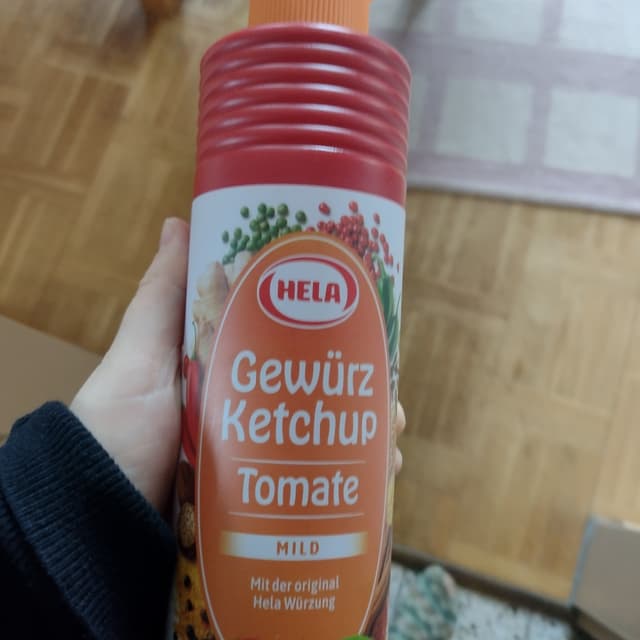 HELA
Gewürz
Ketchup
Tomate
MILD
Mit der original
Hela Würzung